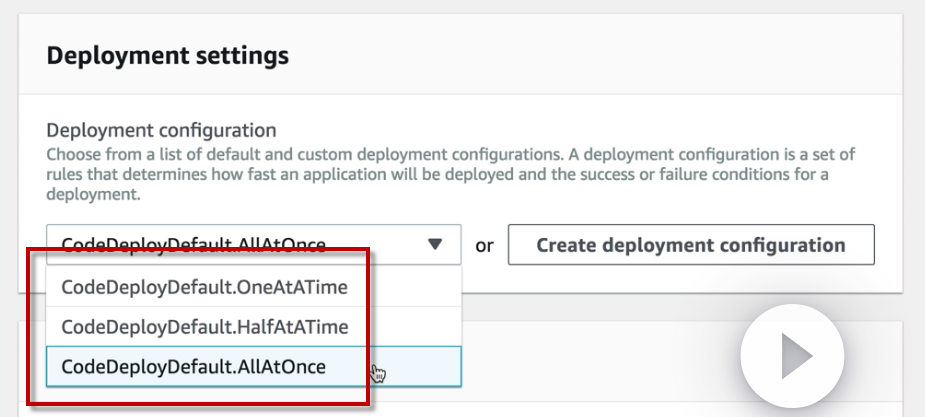 Deployment settings
Deployment configuration
Choose from a list of default and custom deployment configurations. A deployment configuration is a set of
rules that determines how fast an application will be deployed and the success or failure conditions for a
deployment.
CodeDeployDefault.AllAtOnce or Create deployment configuration
CodeDeployDefault.OneAtATime
CodeDeployDefault.HalfAtATime
CodeDeployDefault.AllAtOnce